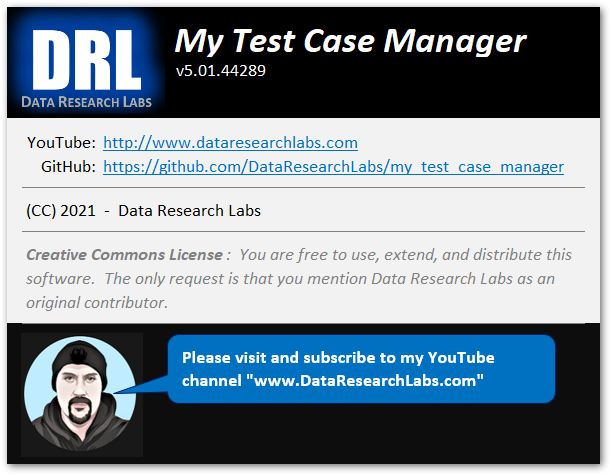 DRL
DATA RESEARCH LABS
My Test Case Manager
v5.01.44289
YouTube: http://www.dataresearchlabs.com
GitHub: https://github.com/DataResearchLabs/my_test_case_manager
(CC) 2021 - Data Research Labs
Creative Commons License : You are free to use, extend, and distribute this
software. The only request is that you mention Data Research Labs as an
original contributor.
Please visit and subscribe to my YouTube
channel "www.DataResearchLabs.com"